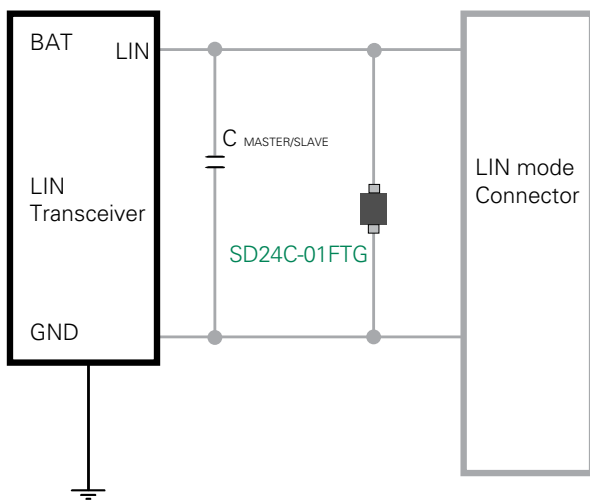 BAT
LIN
C MASTER/SLAVE
LIN
Transceiver
LIN mode
Connector
SD24C-01FTG
GND